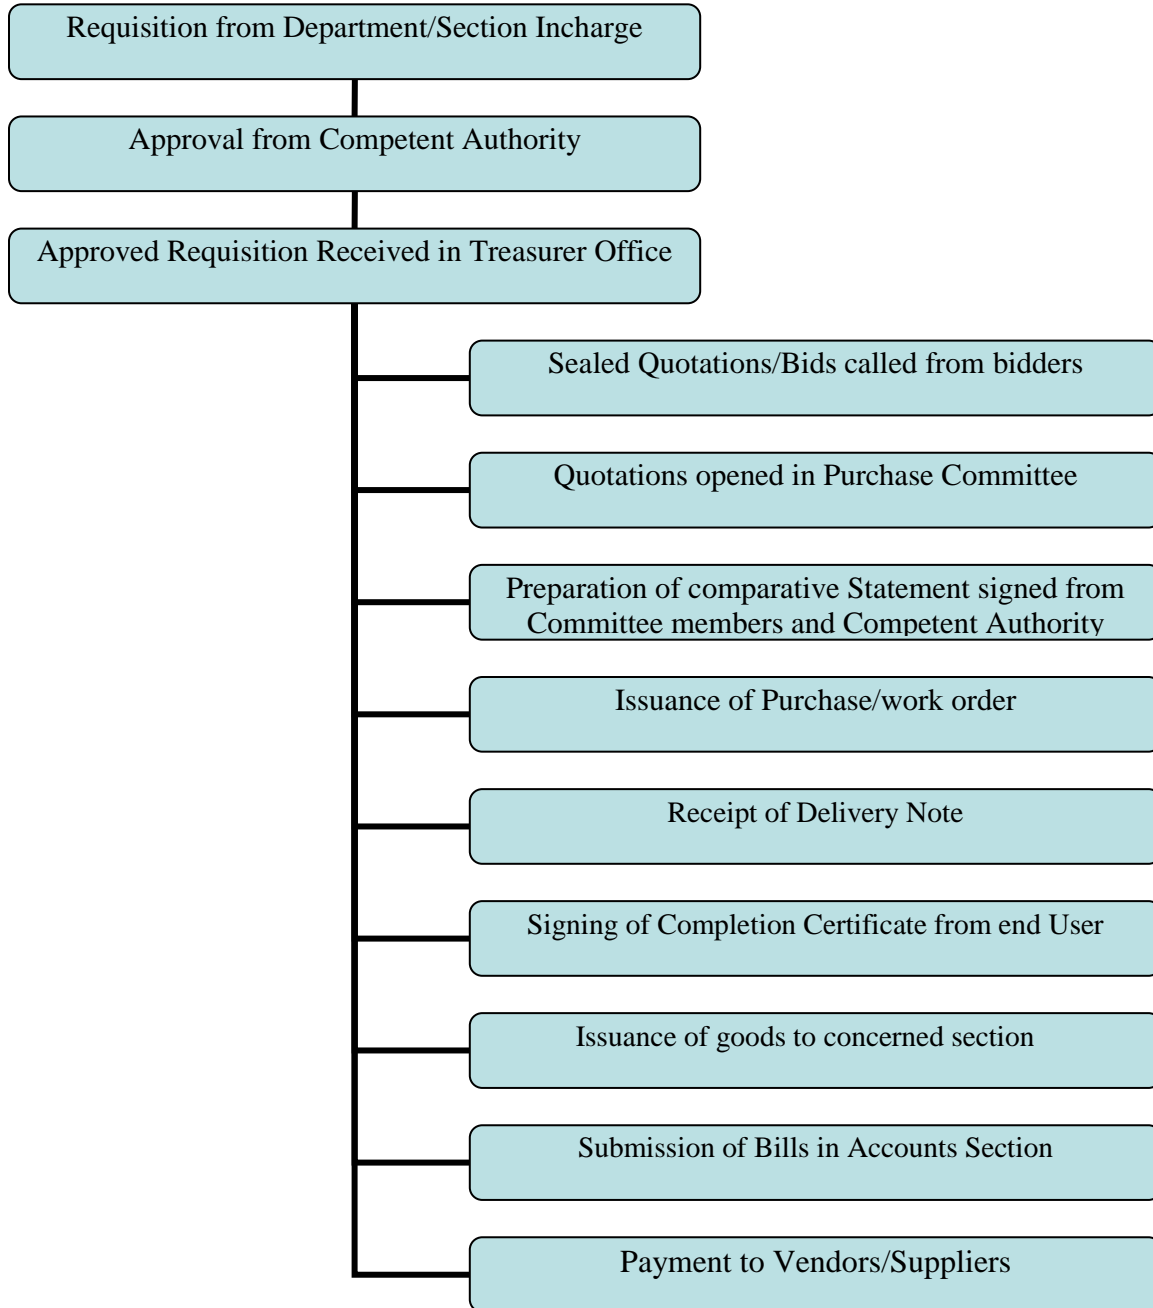 Requisition from Department/Section Incharge
Approval from Competent Authority
Approved Requisition Received in Treasurer Office
Sealed Quotations/Bids called from bidders
Quotations opened in Purchase Committee
Preparation of comparative Statement signed from
Committee members and Competent Authority
Issuance of Purchase/work order
Receipt of Delivery Note
Signing of Completion Certificate from end User
Issuance of goods to concerned section
Submission of Bills in Accounts Section
Payment to Vendors/Suppliers